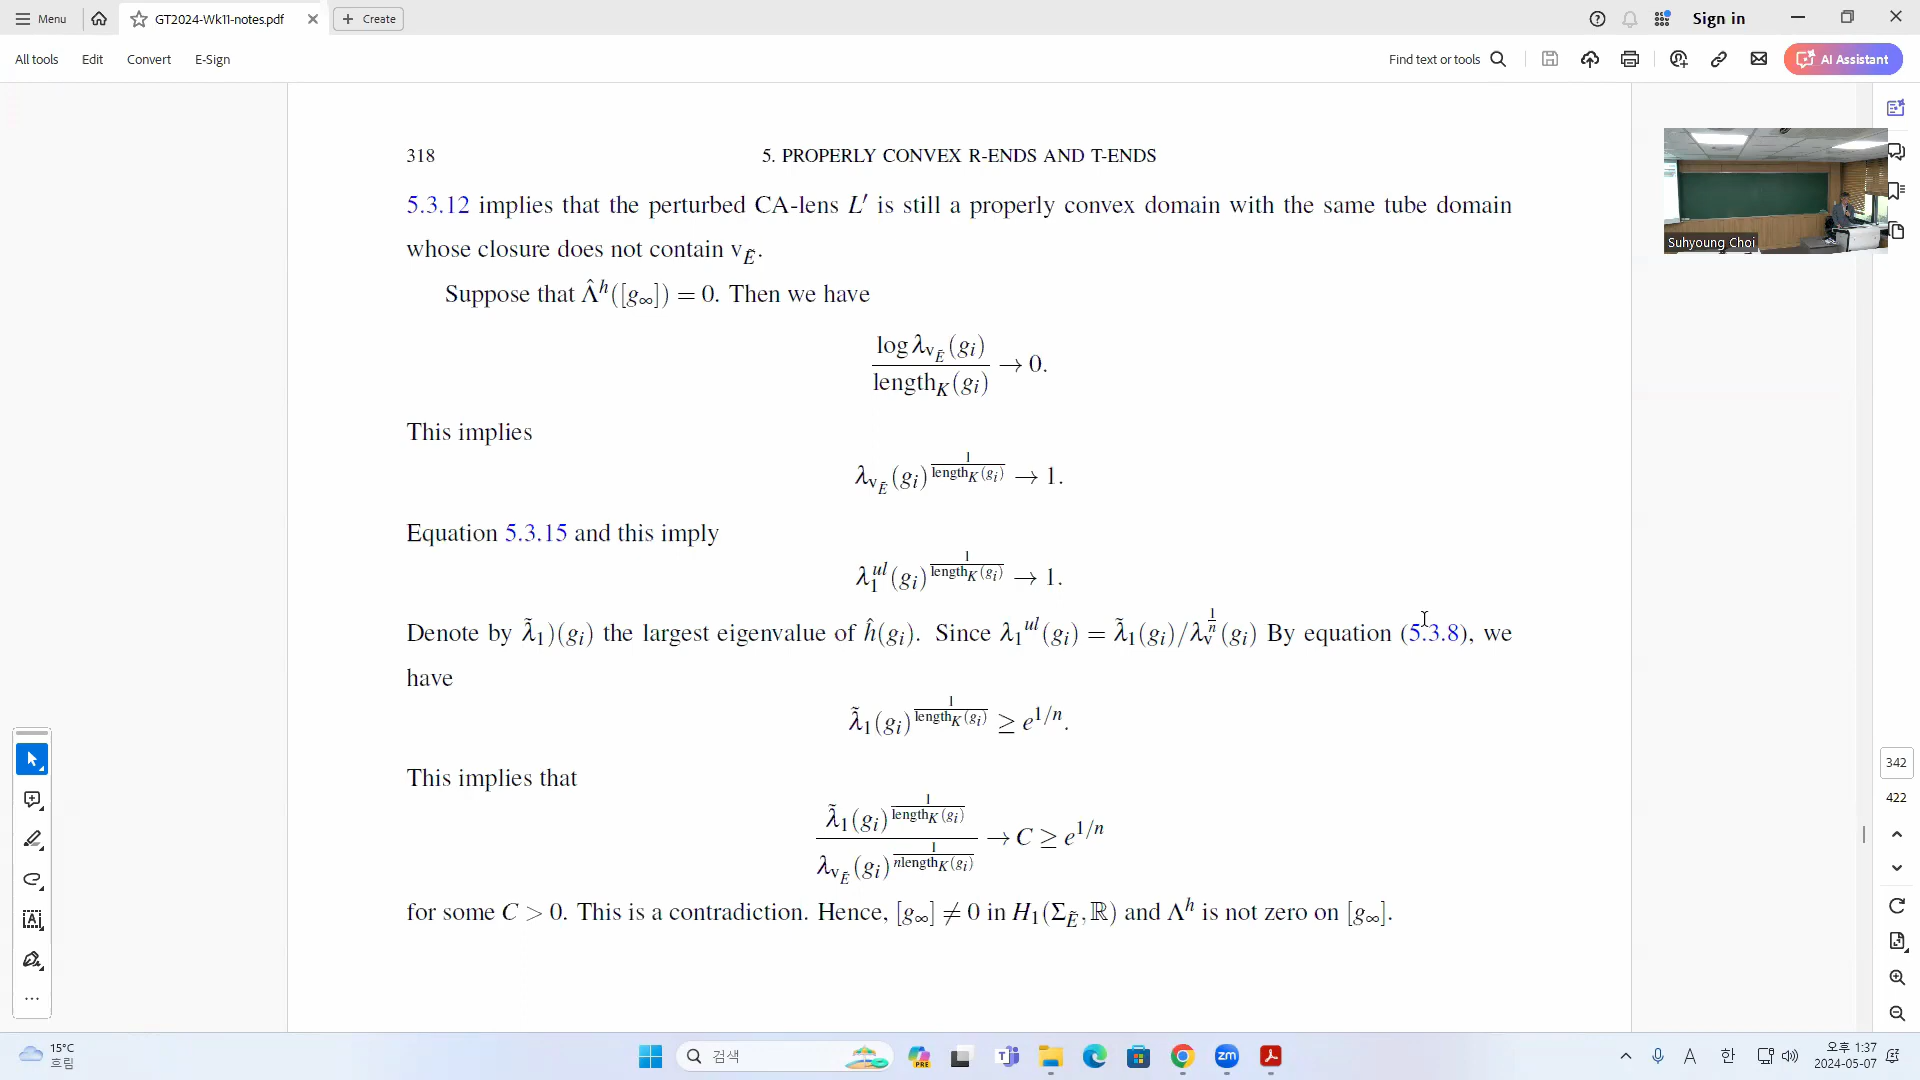 Menu
GT2024-Wk11-notes.pdf
Create
Sign in
All tools
Edit
Convert
E-Sign
Find text or tools
AI Assistant
Suhyoung Choi
318
5. PROPERLY CONVEX R-ENDS AND T-ENDS
5.3.12 implies that the perturbed CA-lens L′ is still a properly convex domain with the same tube domain
whose closure does not contain v_Ẽ.
Suppose that Λ̂^h([g_∞]) = 0. Then we have
log λ_{v_Ẽ}(g_i) / length_K(g_i) → 0.
This implies
λ_{v_Ẽ}(g_i)^{1/length_K(g_i)} → 1.
Equation 5.3.15 and this imply
λ_1^{ul}(g_i)^{1/length_K(g_i)} → 1.
Denote by λ̃_1)(g_i) the largest eigenvalue of ĥ(g_i). Since λ_1^{ul}(g_i) = λ̃_1(g_i)/λ_v^{1/n}(g_i) By equation (5.3.8), we
have
λ̃_1(g_i)^{1/length_K(g_i)} ≥ e^{1/n}.
This implies that
λ̃_1(g_i)^{1/length_K(g_i)} / λ_{v_Ẽ}(g_i)^{1/nlength_K(g_i)} → C ≥ e^{1/n}
for some C > 0. This is a contradiction. Hence, [g_∞] ≠ 0 in H_1(Σ_Ẽ, ℝ) and Λ^h is not zero on [g_∞].
342
422
15°C
흐림
검색
PRE
zm
A
한
오후 1:37
2024-05-07